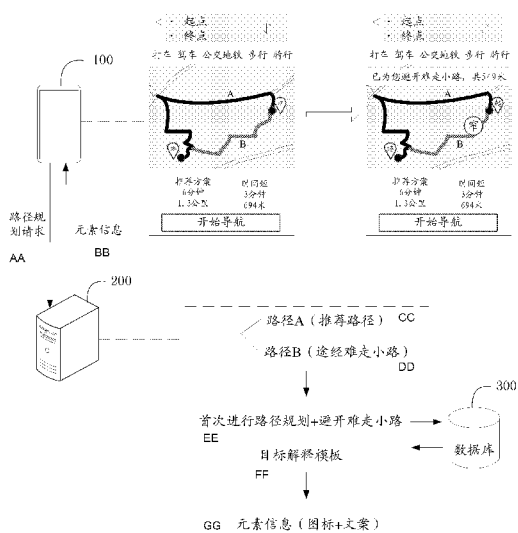 起点
终点
打车 驾车 公交地铁 步行 骑行
A
B
推荐方案
6分钟
1.3公里
时间短
3分钟
694米
开始导航
起点
终点
打车 驾车 公交地铁 步行 骑行
已为您避开难走小路，共579米
A
B
窄
推荐方案
6分钟
1.3公里
时间短
3分钟
694米
开始导航
100
路径规
划请求
元素信息
AA
BB
200
路径A（推荐路径） CC
路径B（途经难走小路）
DD
300
首次进行路径规划+避开难走小路
EE
数据库
目标解释模板
FF
GG 元素信息（图标+文案）